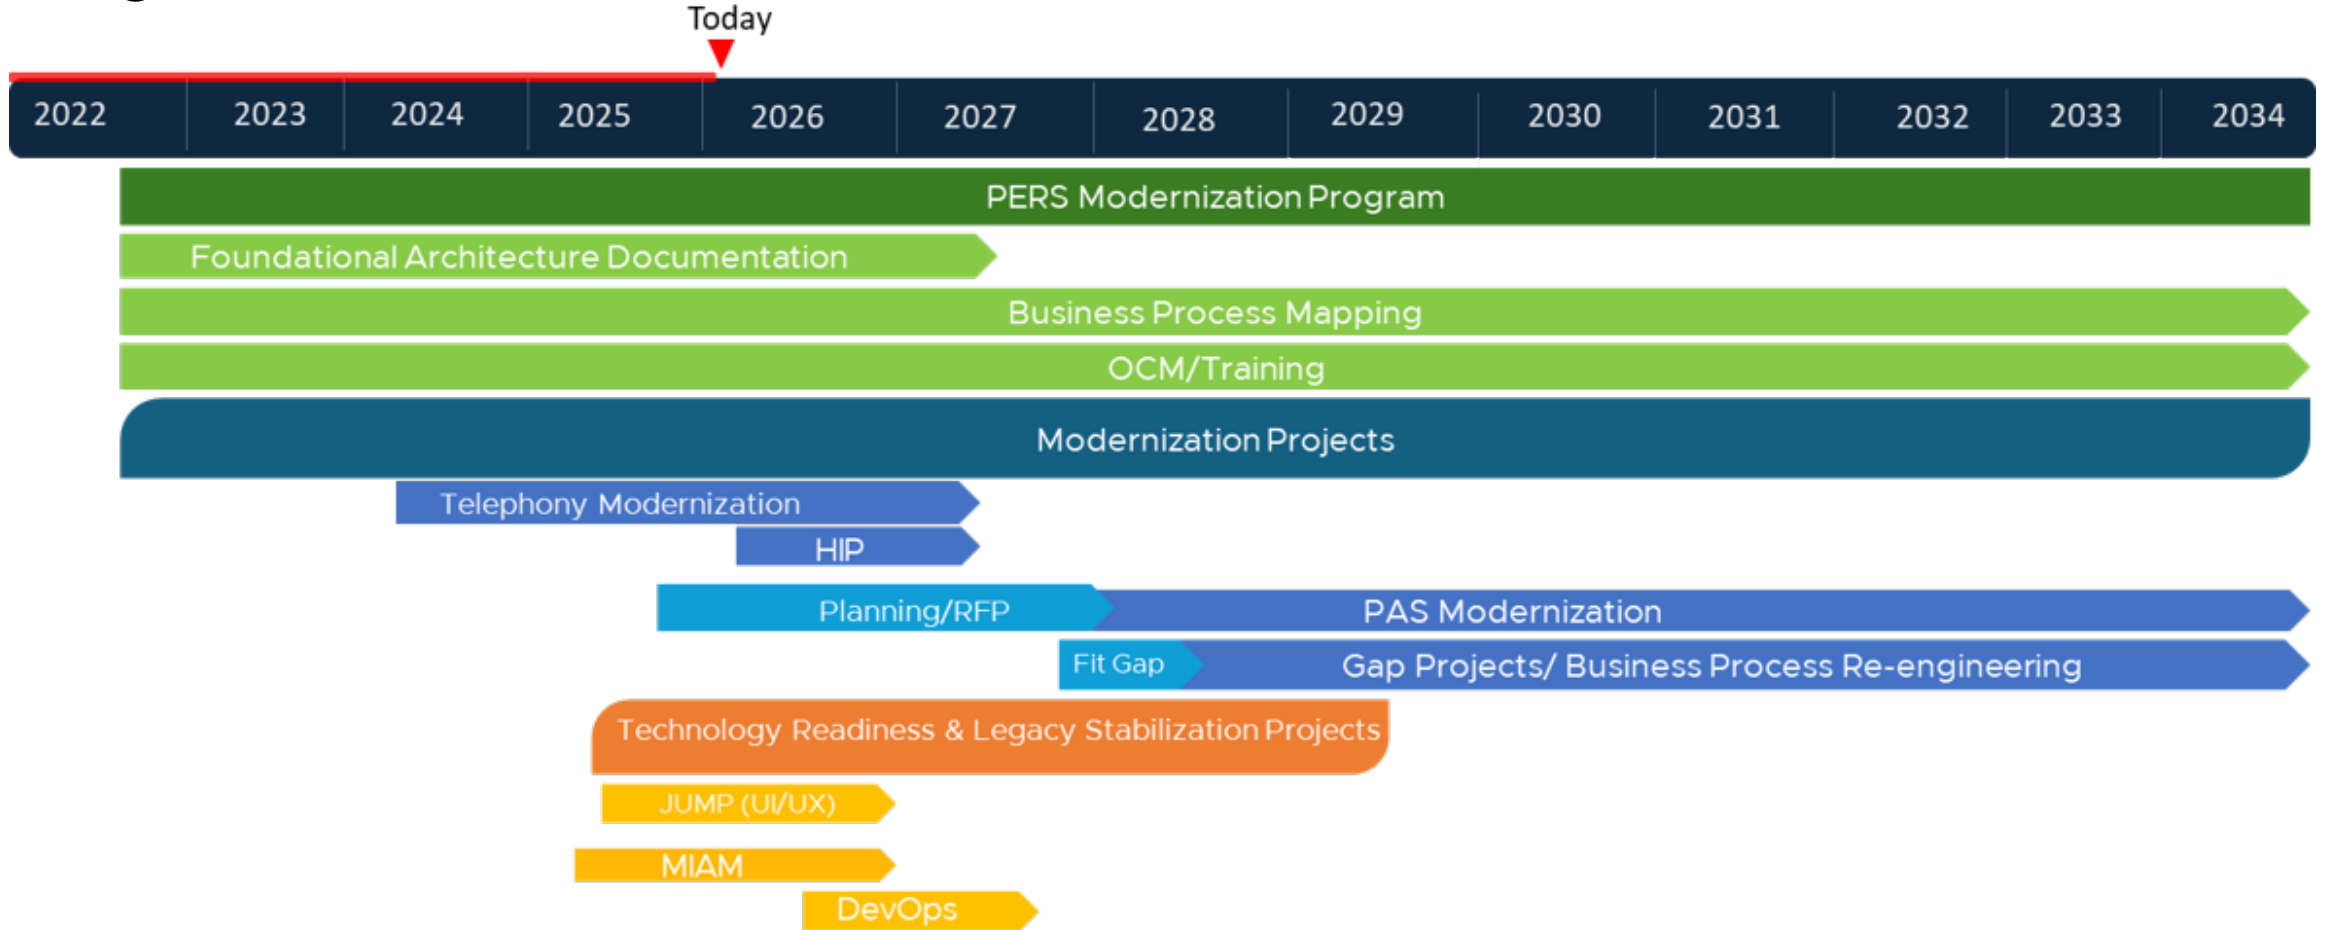 Today
2022 2023 2024 2025 2026 2027 2028 2029 2030 2031 2032 2033 2034
PERS Modernization Program
Foundational Architecture Documentation
Business Process Mapping
OCM/Training
Modernization Projects
Telephony Modernization
HIP
Planning/RFP PAS Modernization
Fit Gap Gap Projects/ Business Process Re-engineering
Technology Readiness & Legacy Stabilization Projects
JUMP (UI/UX)
MIAM
DevOps